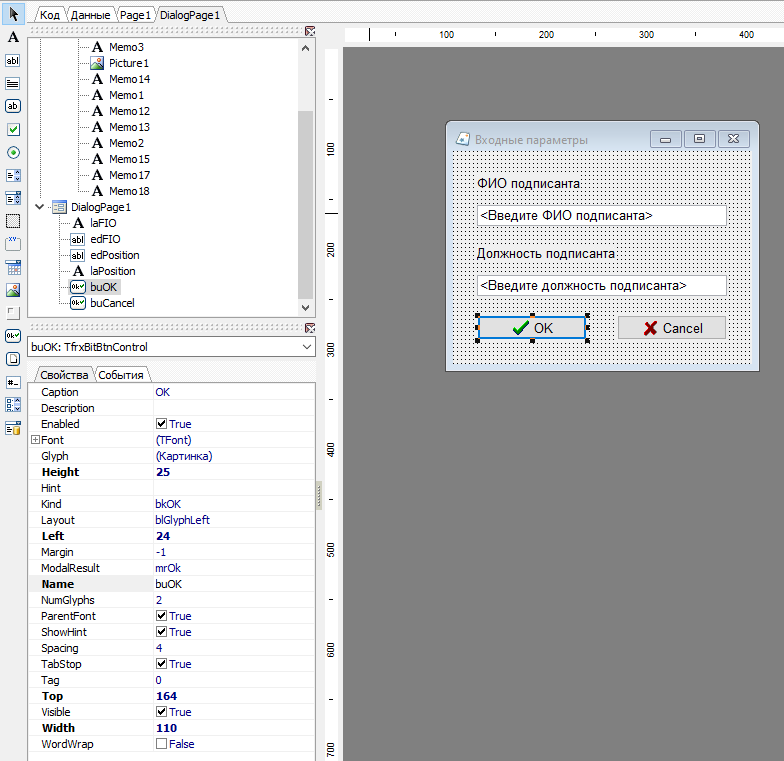 Код Данные Page1 DialogPage1
Memo3
Picture1
Memo14
Memo1
Memo12
Memo13
Memo2
Memo15
Memo17
Memo18
DialogPage1
laFIO
edFIO
edPosition
laPosition
buOK
buCancel
buOK: TfrxBitBtnControl
Свойства События
Caption OK
Description
Enabled True
Font (TFont)
Glyph (Картинка)
Height 25
Hint
Kind bkOK
Layout blGlyphLeft
Left 24
Margin -1
ModalResult mrOk
Name buOK
NumGlyphs 2
ParentFont True
ShowHint True
Spacing 4
TabStop True
Tag 0
Top 164
Visible True
Width 110
WordWrap False
100 200 300 400
100
200
300
400
500
600
700
Входные параметры
ФИО подписанта
<Введите ФИО подписанта>
Должность подписанта
<Введите должность подписанта>
OK Cancel